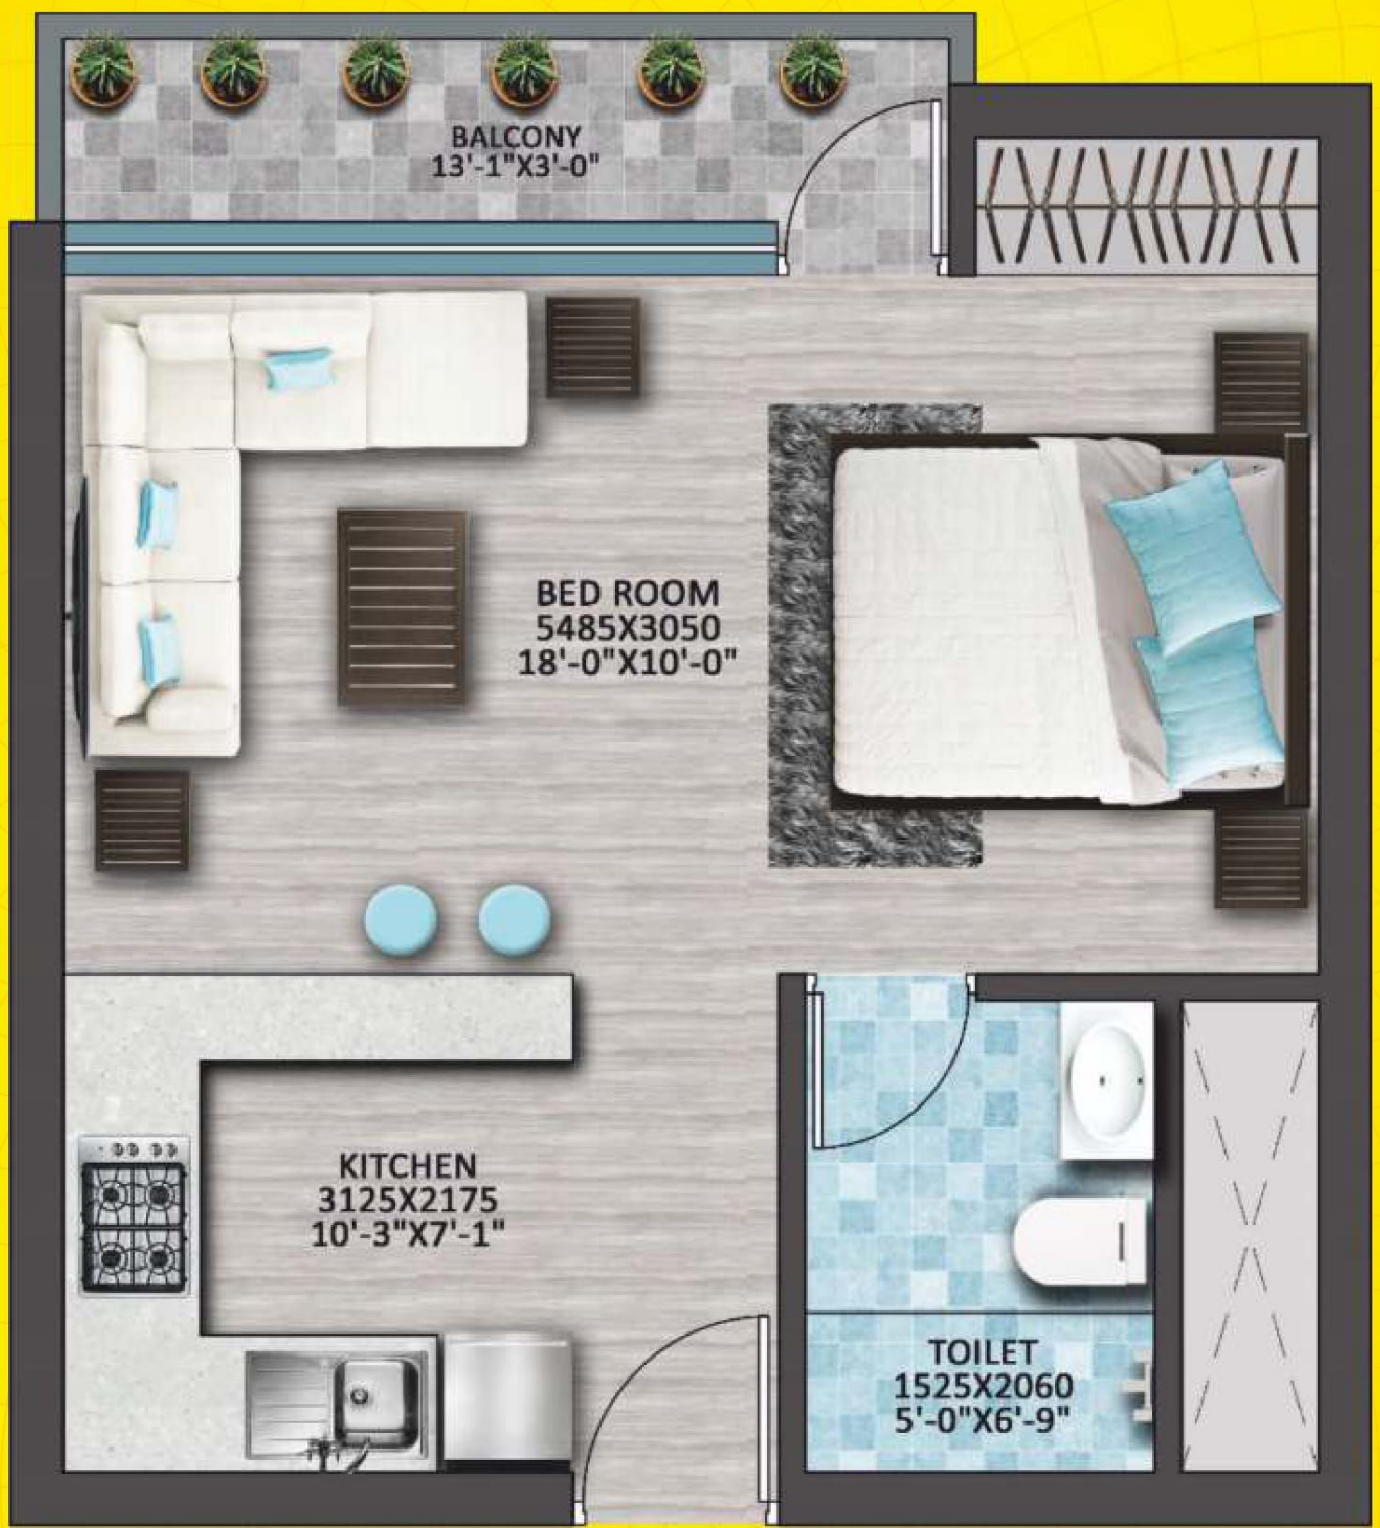 BALCONY
13'-1"X3'-0"
BED ROOM
5485X3050
18'-0"X10'-0"
KITCHEN
3125X2175
10'-3"X7'-1"
TOILET
1525X2060
5'-0"X6'-9"